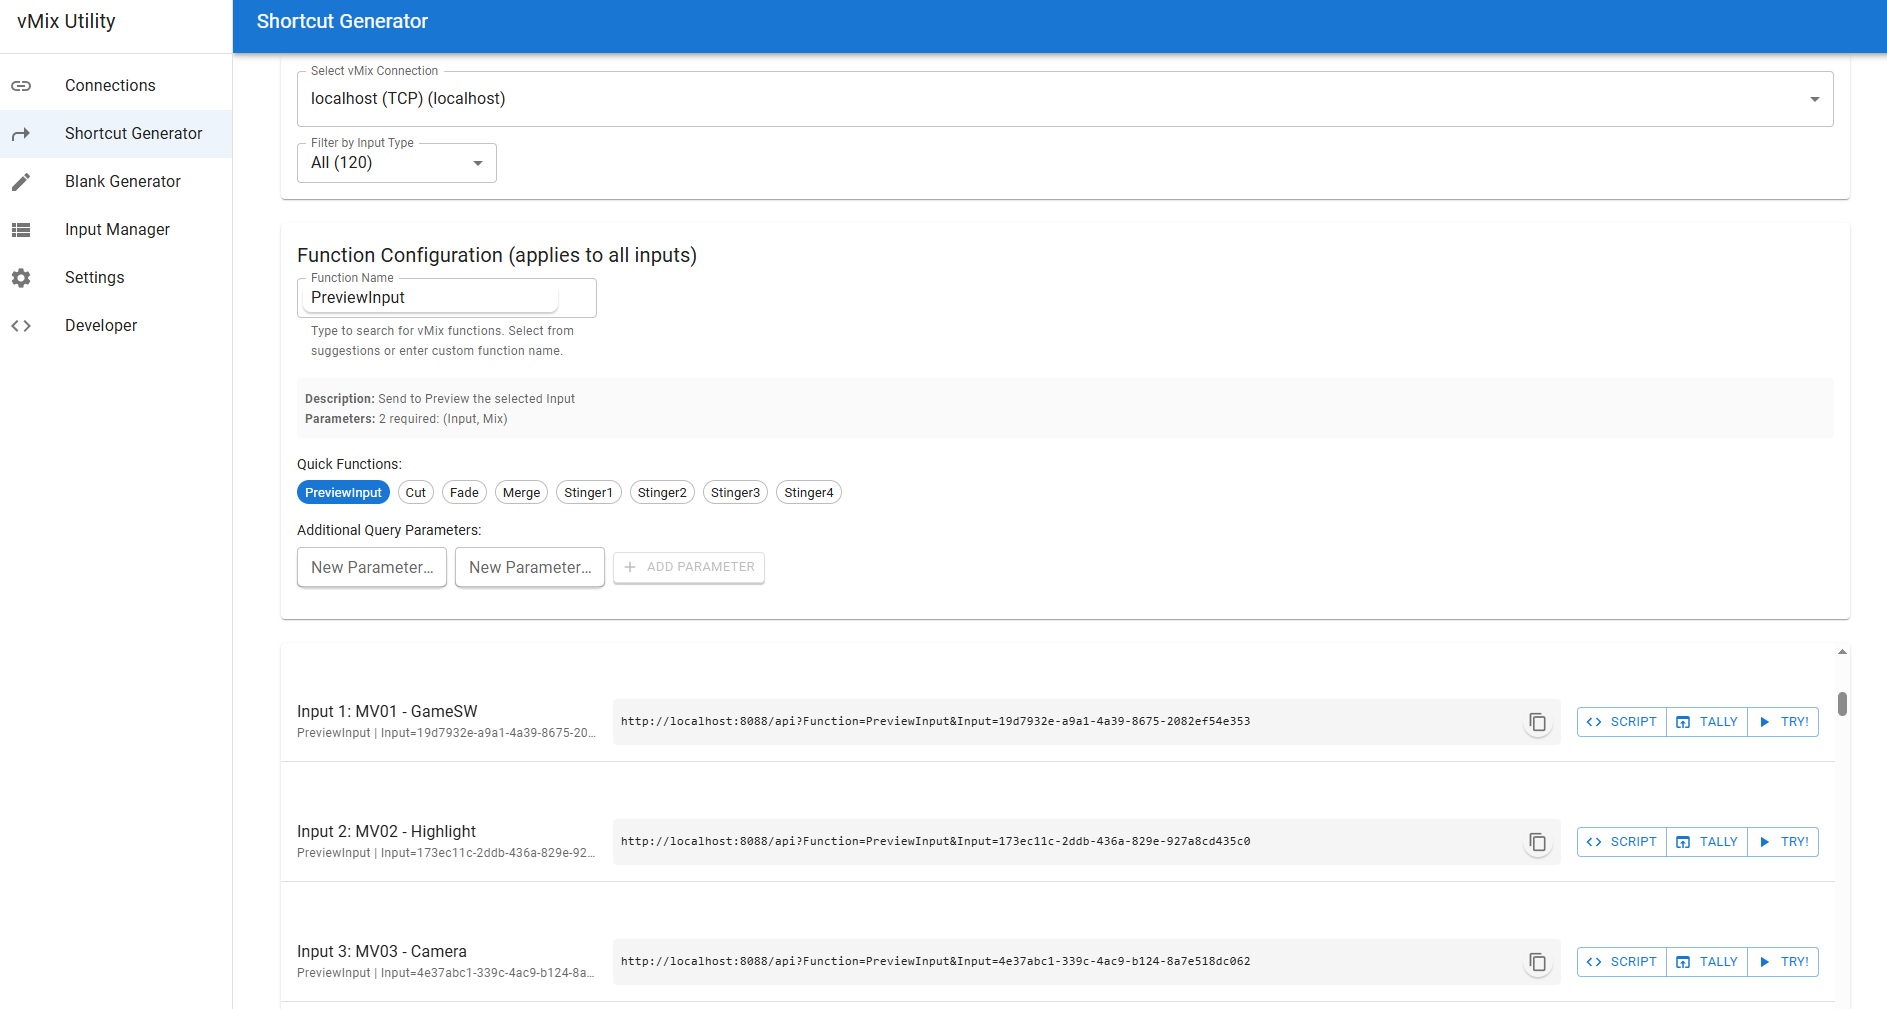 vMix Utility
Shortcut Generator
Connections
Shortcut Generator
Blank Generator
Input Manager
Settings
Developer
Select vMix Connection
localhost (TCP) (localhost)
Filter by Input Type
All (120)
Function Configuration (applies to all inputs)
Function Name
PreviewInput
Type to search for vMix functions. Select from
suggestions or enter custom function name.
Description: Send to Preview the selected Input
Parameters: 2 required: (Input, Mix)
Quick Functions:
PreviewInput Cut Fade Merge Stinger1 Stinger2 Stinger3 Stinger4
Additional Query Parameters:
New Parameter... New Parameter... ADD PARAMETER
Input 1: MV01 - GameSW
PreviewInput | Input=19d7932e-a9a1-4a39-8675-20...
http://localhost:8088/api?Function=PreviewInput&Input=19d7932e-a9a1-4a39-8675-2082ef54e353
SCRIPT TALLY TRY!
Input 2: MV02 - Highlight
PreviewInput | Input=173ec11c-2ddb-436a-829e-92...
http://localhost:8088/api?Function=PreviewInput&Input=173ec11c-2ddb-436a-829e-927a8cd435c0
SCRIPT TALLY TRY!
Input 3: MV03 - Camera
PreviewInput | Input=4e37abc1-339c-4ac9-b124-8a...
http://localhost:8088/api?Function=PreviewInput&Input=4e37abc1-339c-4ac9-b124-8a7e518dc062
SCRIPT TALLY TRY!